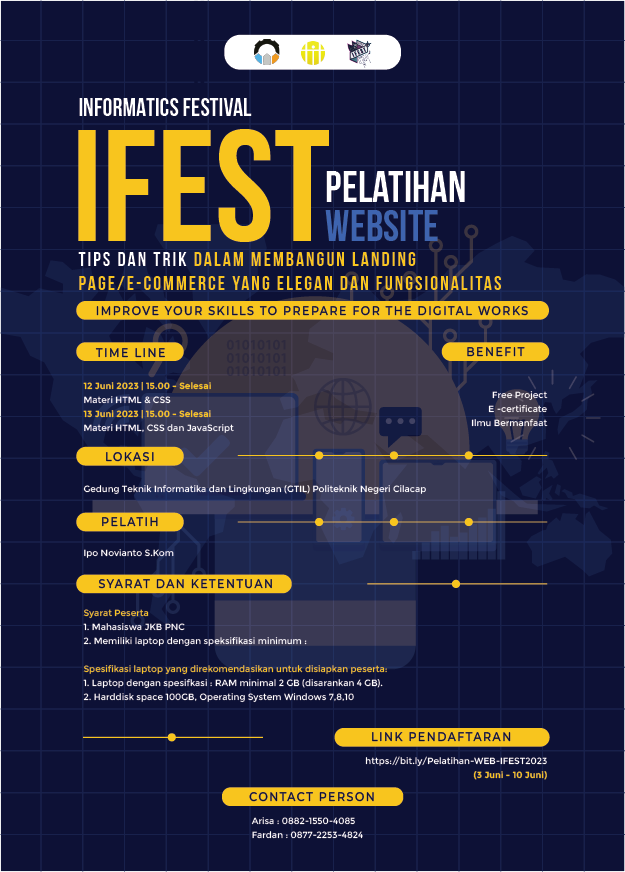 INFORMATICS FESTIVAL
IFEST
PELATIHAN
WEBSITE
TIPS DAN TRIK DALAM MEMBANGUN LANDING
PAGE/E-COMMERCE YANG ELEGAN DAN FUNGSIONALITAS
IMPROVE YOUR SKILLS TO PREPARE FOR THE DIGITAL WORKS
TIME LINE
12 Juni 2023 | 15.00 - Selesai
Materi HTML & CSS
13 Juni 2023 | 15.00 - Selesai
Materi HTML, CSS dan JavaScript
BENEFIT
Free Project
E -certificate
Ilmu Bermanfaat
LOKASI
Gedung Teknik Informatika dan Lingkungan (GTIL) Politeknik Negeri Cilacap
PELATIH
Ipo Novianto S.Kom
SYARAT DAN KETENTUAN
Syarat Peserta
1. Mahasiswa JKB PNC
2. Memiliki laptop dengan speksifikasi minimum :
Spesifikasi laptop yang direkomendasikan untuk disiapkan peserta:
1. Laptop dengan spesifkasi : RAM minimal 2 GB (disarankan 4 GB).
2. Harddisk space 100GB, Operating System Windows 7,8,10
LINK PENDAFTARAN
https://bit.ly/Pelatihan-WEB-IFEST2023
(3 Juni - 10 Juni)
CONTACT PERSON
Arisa : 0882-1550-4085
Fardan : 0877-2253-4824